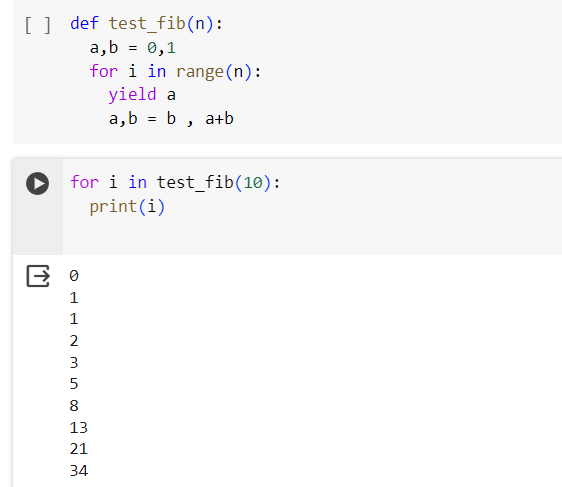 [ ] def test_fib(n):
a,b = 0,1
for i in range(n):
yield a
a,b = b , a+b
for i in test_fib(10):
print(i)
0
1
1
2
3
5
8
13
21
34